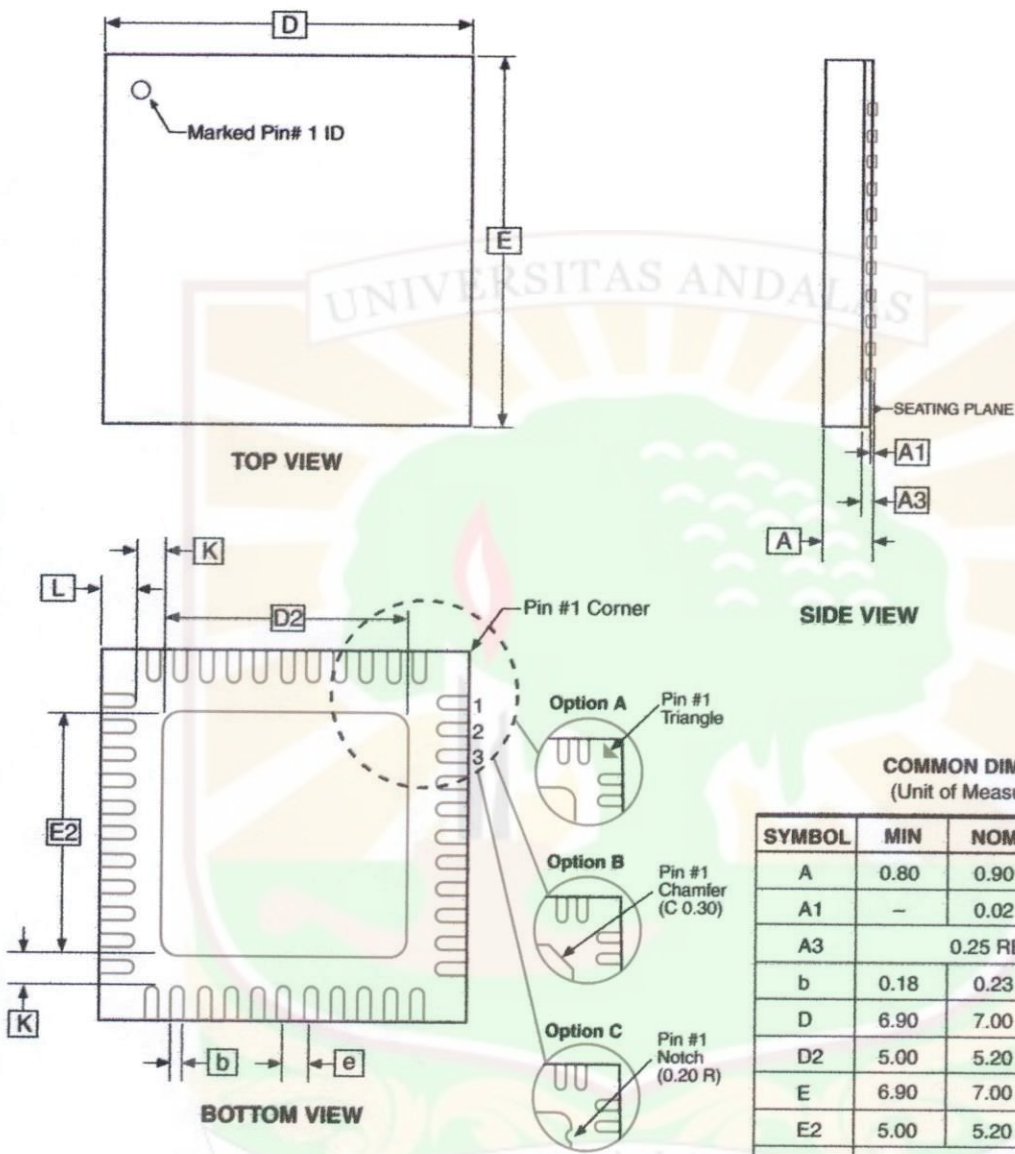 D
Marked Pin# 1 ID
E
UNIVERSITAS ANDALAS
TOP VIEW
SEATING PLANE
A1
A3
A
SIDE VIEW
K
L
D2
Pin #1 Corner
1
2
3
E2
K
b
e
BOTTOM VIEW
Option A
Pin #1
Triangle
Option B
Pin #1
Chamfer
(C 0.30)
Option C
Pin #1
Notch
(0.20 R)
COMMON DIM
(Unit of Measu
SYMBOL MIN NOM
A 0.80 0.90
A1 – 0.02
A3 0.25 RE
b 0.18 0.23
D 6.90 7.00
D2 5.00 5.20
E 6.90 7.00
E2 5.00 5.20